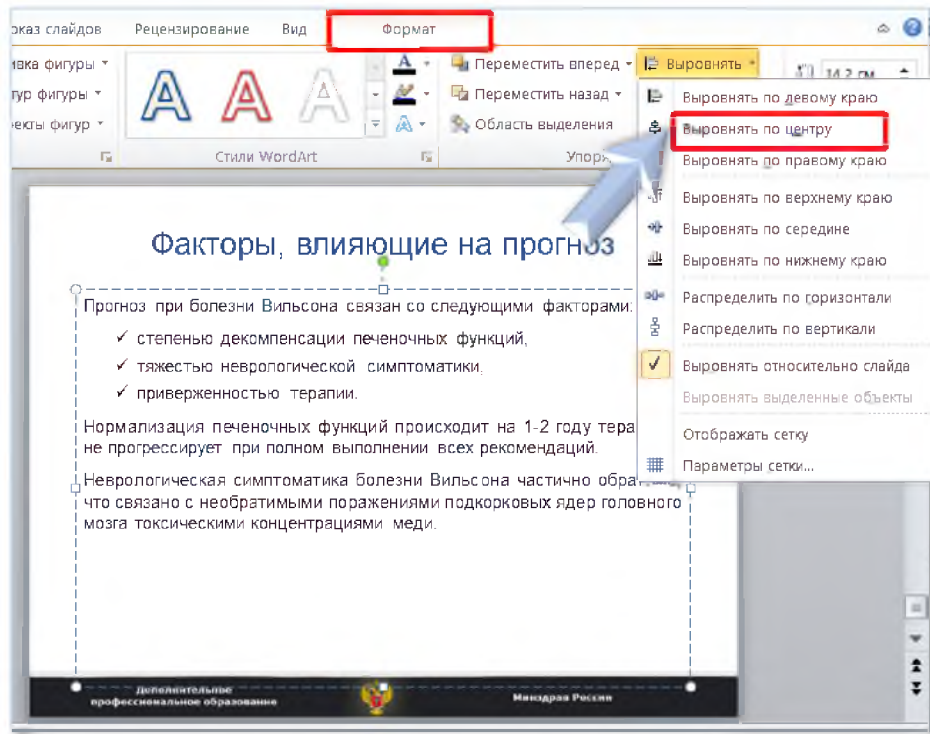 оказ слайдов Рецензирование Вид Формат
ивка фигуры
тур фигуры
екты фигур
Стили WordArt
Переместить вперед
Переместить назад
Область выделения
Упоря
Выровнять
14,2 см
Выровнять по левому краю
Выровнять по центру
Выровнять по правому краю
Выровнять по верхнему краю
Выровнять по середине
Выровнять по нижнему краю
Распределить по горизонтали
Распределить по вертикали
Выровнять относительно слайда
Выровнять выделенные объекты
Отображать сетку
Параметры сетки...
Факторы, влияющие на прогноз
Прогноз при болезни Вильсона связан со следующими факторами:
✓ степенью декомпенсации печеночных функций,
✓ тяжестью неврологической симптоматики,
✓ приверженностью терапии.
Нормализация печеночных функций происходит на 1-2 году тера
не прогрессирует при полном выполнении всех рекомендаций.
Неврологическая симптоматика болезни Вильсона частично обра
что связано с необратимыми поражениями подкорковых ядер головного
мозга токсическими концентрациями меди.
Дополнительное
профессиональное образование
Минздрав России